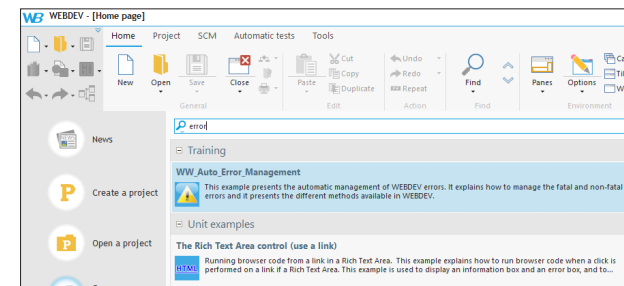 WB WEBDEV - [Home page]
Home Project SCM Automatic tests Tools
New Open Save Close Paste Cut Copy Duplicate Undo Redo Repeat Find Panes Options
General Edit Action Find Environment
error
News
Training
WW_Auto_Error_Management
This example presents the automatic management of WEBDEV errors. It explains how to manage the fatal and non-fatal
errors and it presents the different methods available in WEBDEV.
Create a project
Unit examples
The Rich Text Area control (use a link)
Open a project
HTML
Running browser code from a link in a Rich Text Area. This example explains how to run browser code when a click is
performed on a link if a Rich Text Area. This example is used to display an information box and an error box, and to...